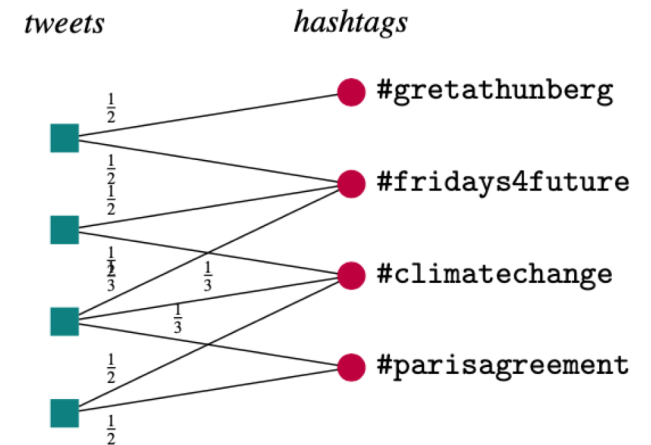 tweets hashtags
1/2
#gretathunberg
1/2
#fridays4future
1/2
1/2
1/3
1/3
#climatechange
1/3
1/2
#parisagreement
1/2